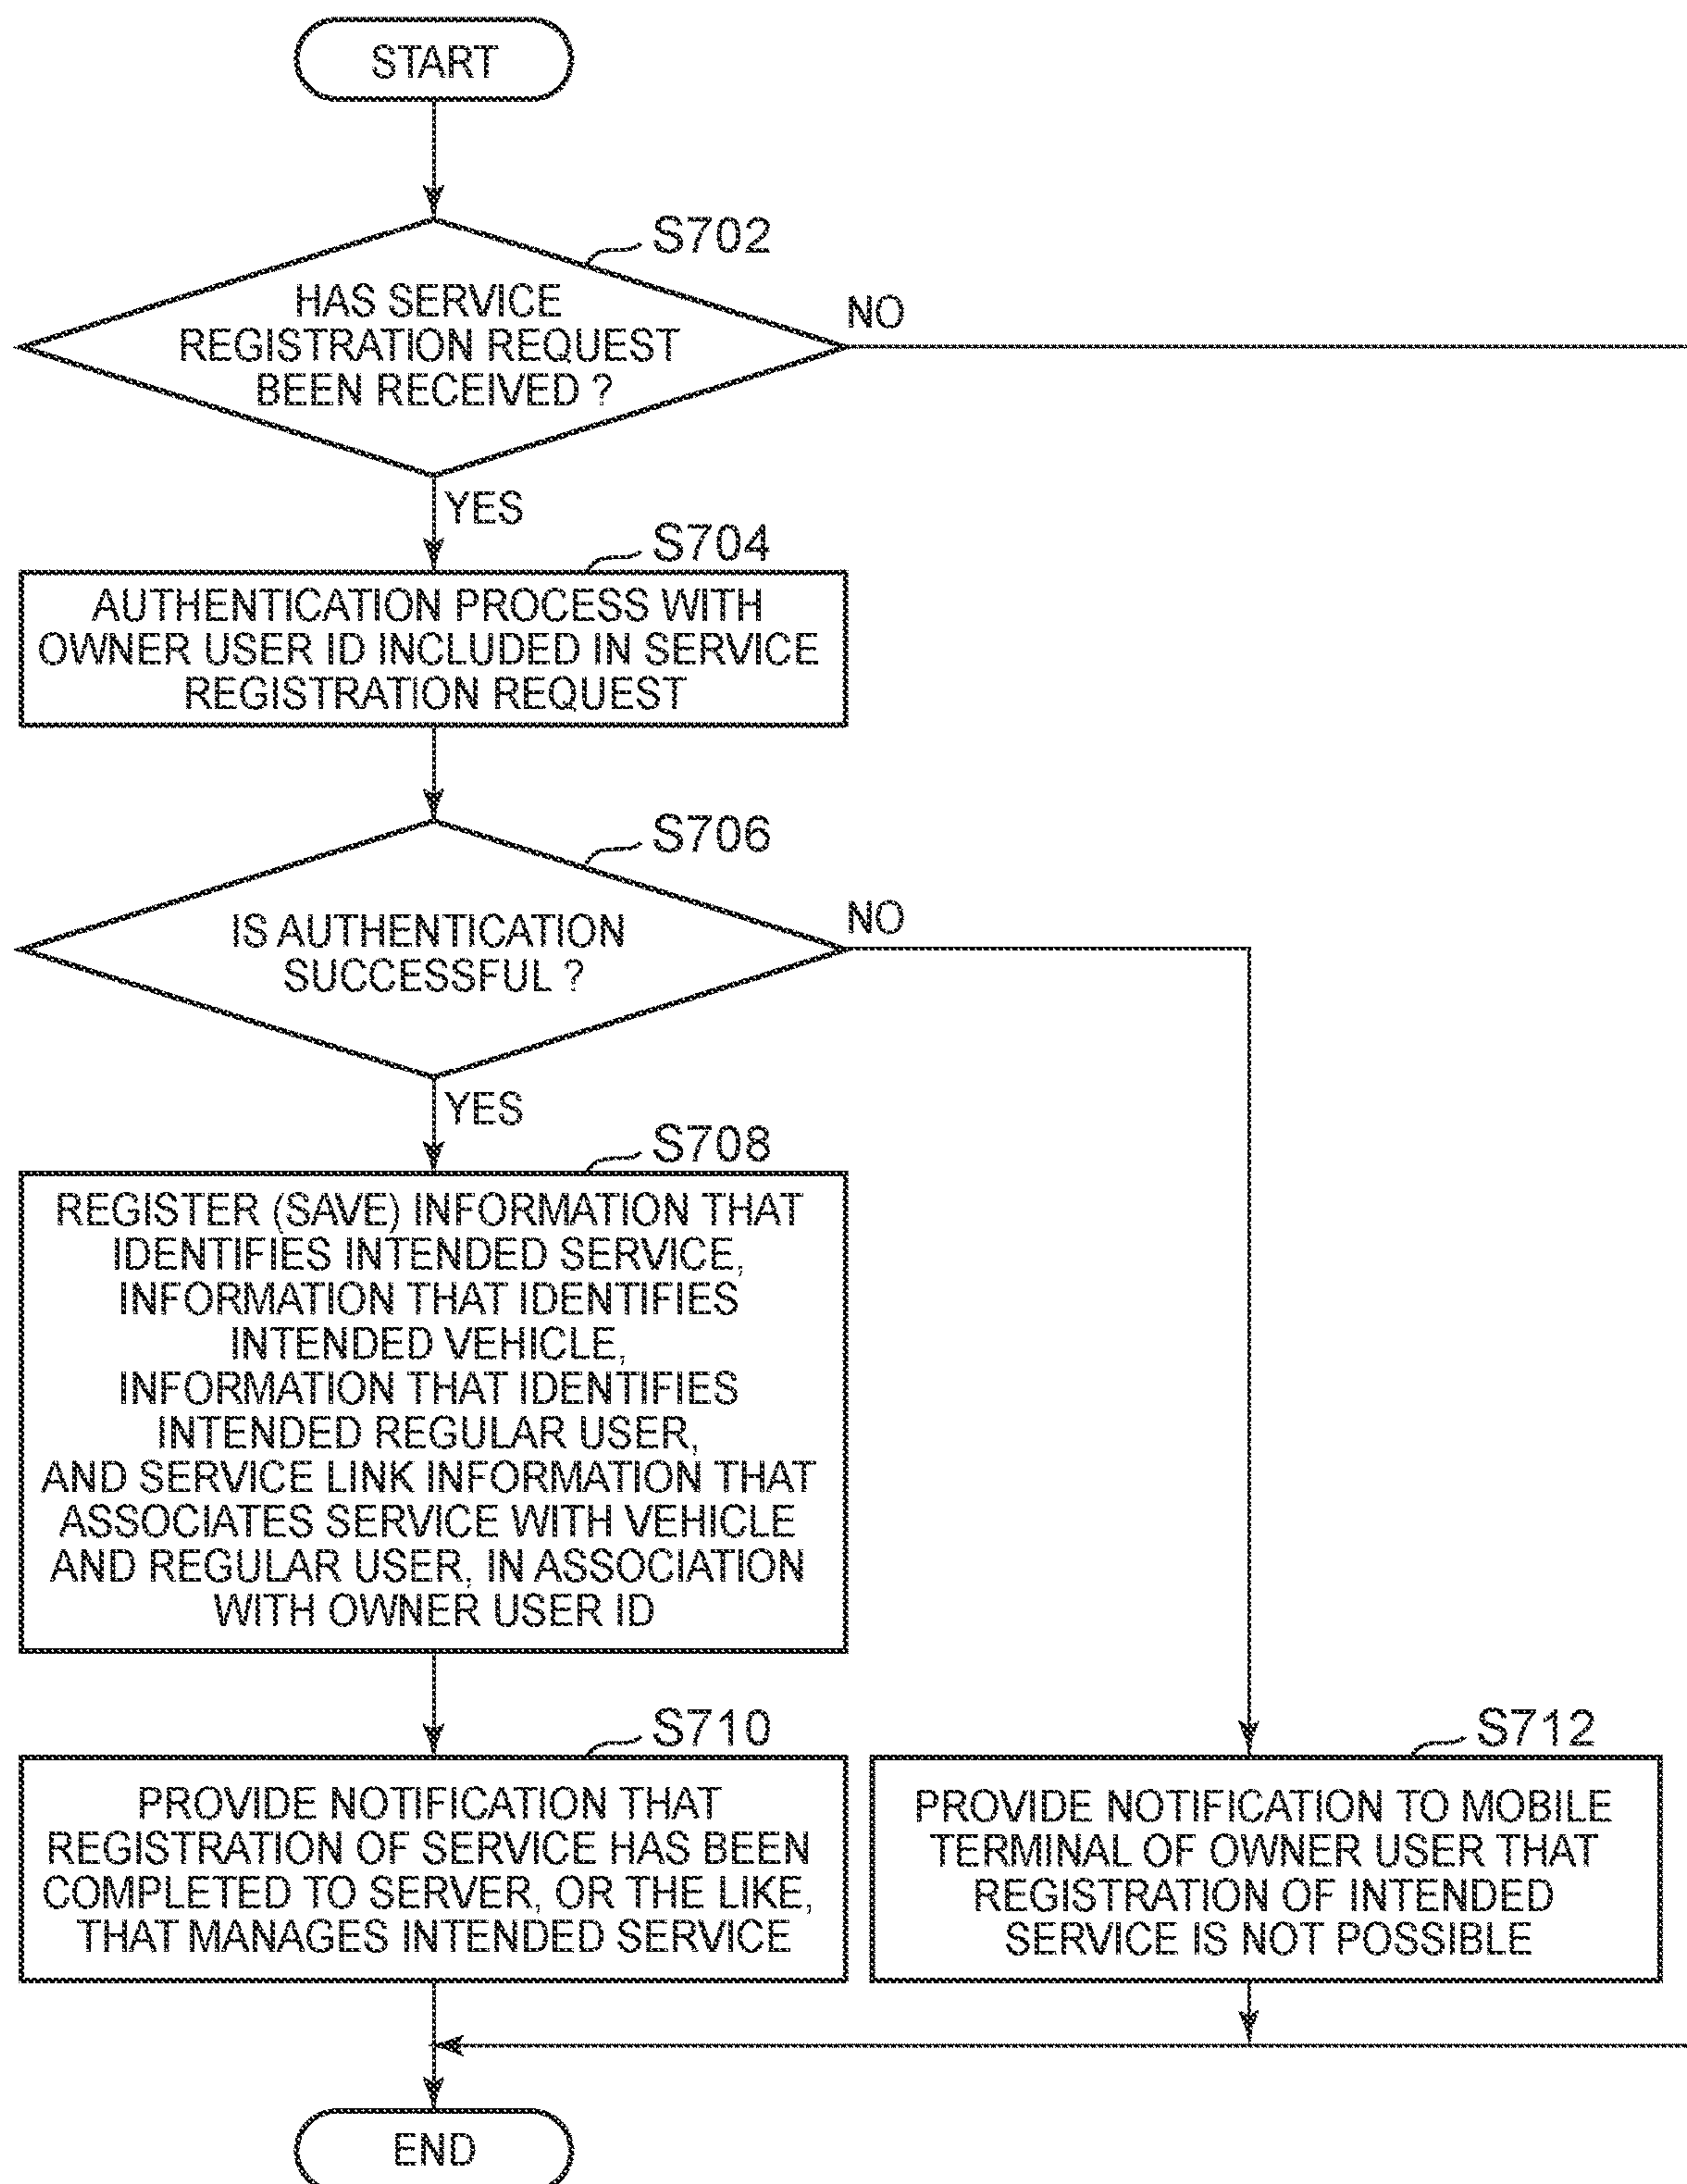 START
S702
HAS SERVICE
REGISTRATION REQUEST
BEEN RECEIVED ?
NO
YES
S704
AUTHENTICATION PROCESS WITH
OWNER USER ID INCLUDED IN SERVICE
REGISTRATION REQUEST
S706
IS AUTHENTICATION
SUCCESSFUL ?
NO
YES
S708
REGISTER (SAVE) INFORMATION THAT
IDENTIFIES INTENDED SERVICE,
INFORMATION THAT IDENTIFIES
INTENDED VEHICLE,
INFORMATION THAT IDENTIFIES
INTENDED REGULAR USER,
AND SERVICE LINK INFORMATION THAT
ASSOCIATES SERVICE WITH VEHICLE
AND REGULAR USER, IN ASSOCIATION
WITH OWNER USER ID
S710
PROVIDE NOTIFICATION THAT
REGISTRATION OF SERVICE HAS BEEN
COMPLETED TO SERVER, OR THE LIKE,
THAT MANAGES INTENDED SERVICE
S712
PROVIDE NOTIFICATION TO MOBILE
TERMINAL OF OWNER USER THAT
REGISTRATION OF INTENDED
SERVICE IS NOT POSSIBLE
END